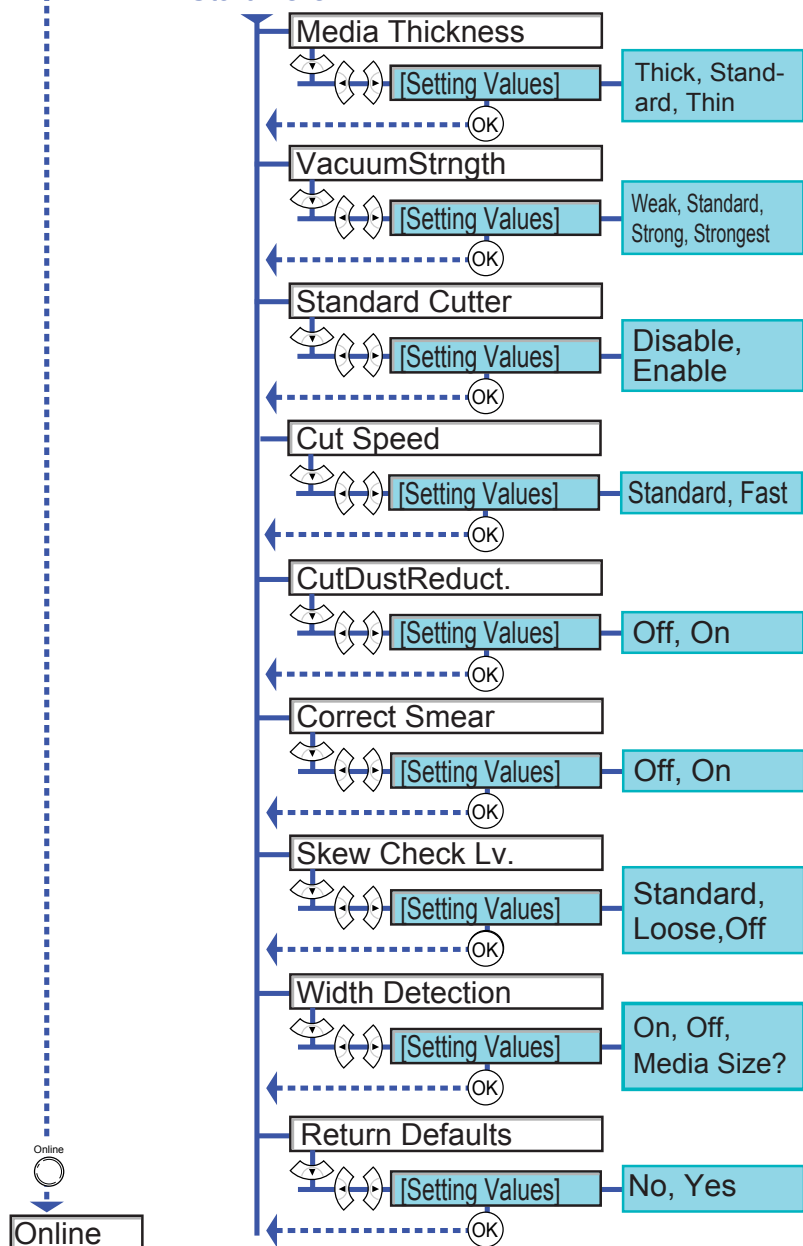 Media Thickness
[Setting Values]
Thick, Stand-
ard, Thin
OK
VacuumStrngth
[Setting Values]
Weak, Standard,
Strong, Strongest
OK
Standard Cutter
[Setting Values]
Disable,
Enable
OK
Cut Speed
[Setting Values]
Standard, Fast
OK
CutDustReduct.
[Setting Values]
Off, On
OK
Correct Smear
[Setting Values]
Off, On
OK
Skew Check Lv.
[Setting Values]
Standard,
Loose,Off
OK
Width Detection
[Setting Values]
On, Off,
Media Size?
OK
Return Defaults
[Setting Values]
No, Yes
OK
Online
Online